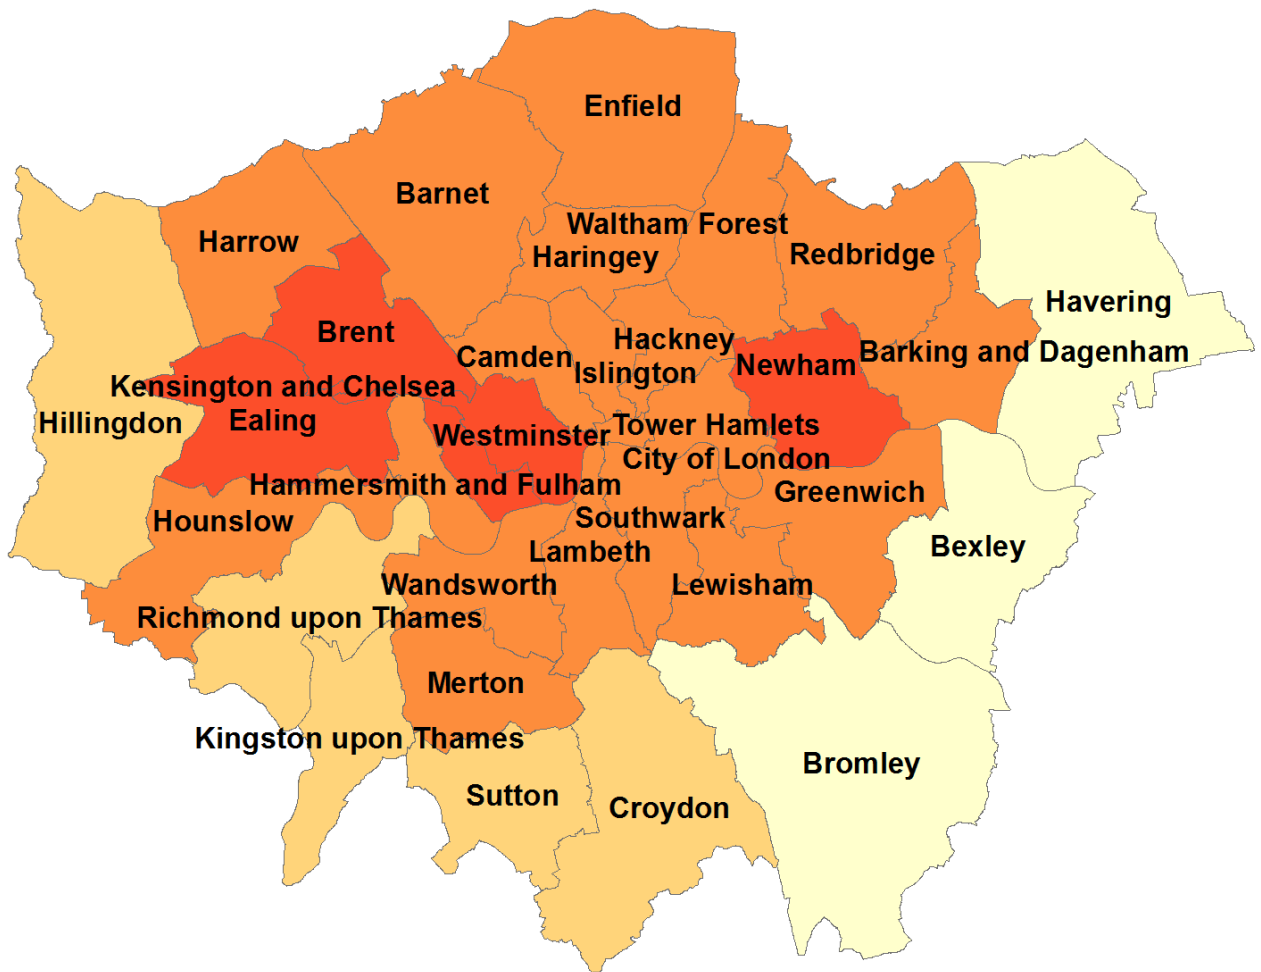 Enfield
Barnet
Waltham Forest
Harrow
Haringey
Redbridge
Havering
Brent
Hackney
Camden
Barking and Dagenham
Newham
Islington
Kensington and Chelsea
Hillingdon
Ealing
Westminster
Tower Hamlets
City of London
Hammersmith and Fulham
Greenwich
Hounslow
Southwark
Bexley
Lambeth
Wandsworth
Lewisham
Richmond upon Thames
Merton
Kingston upon Thames
Bromley
Sutton
Croydon